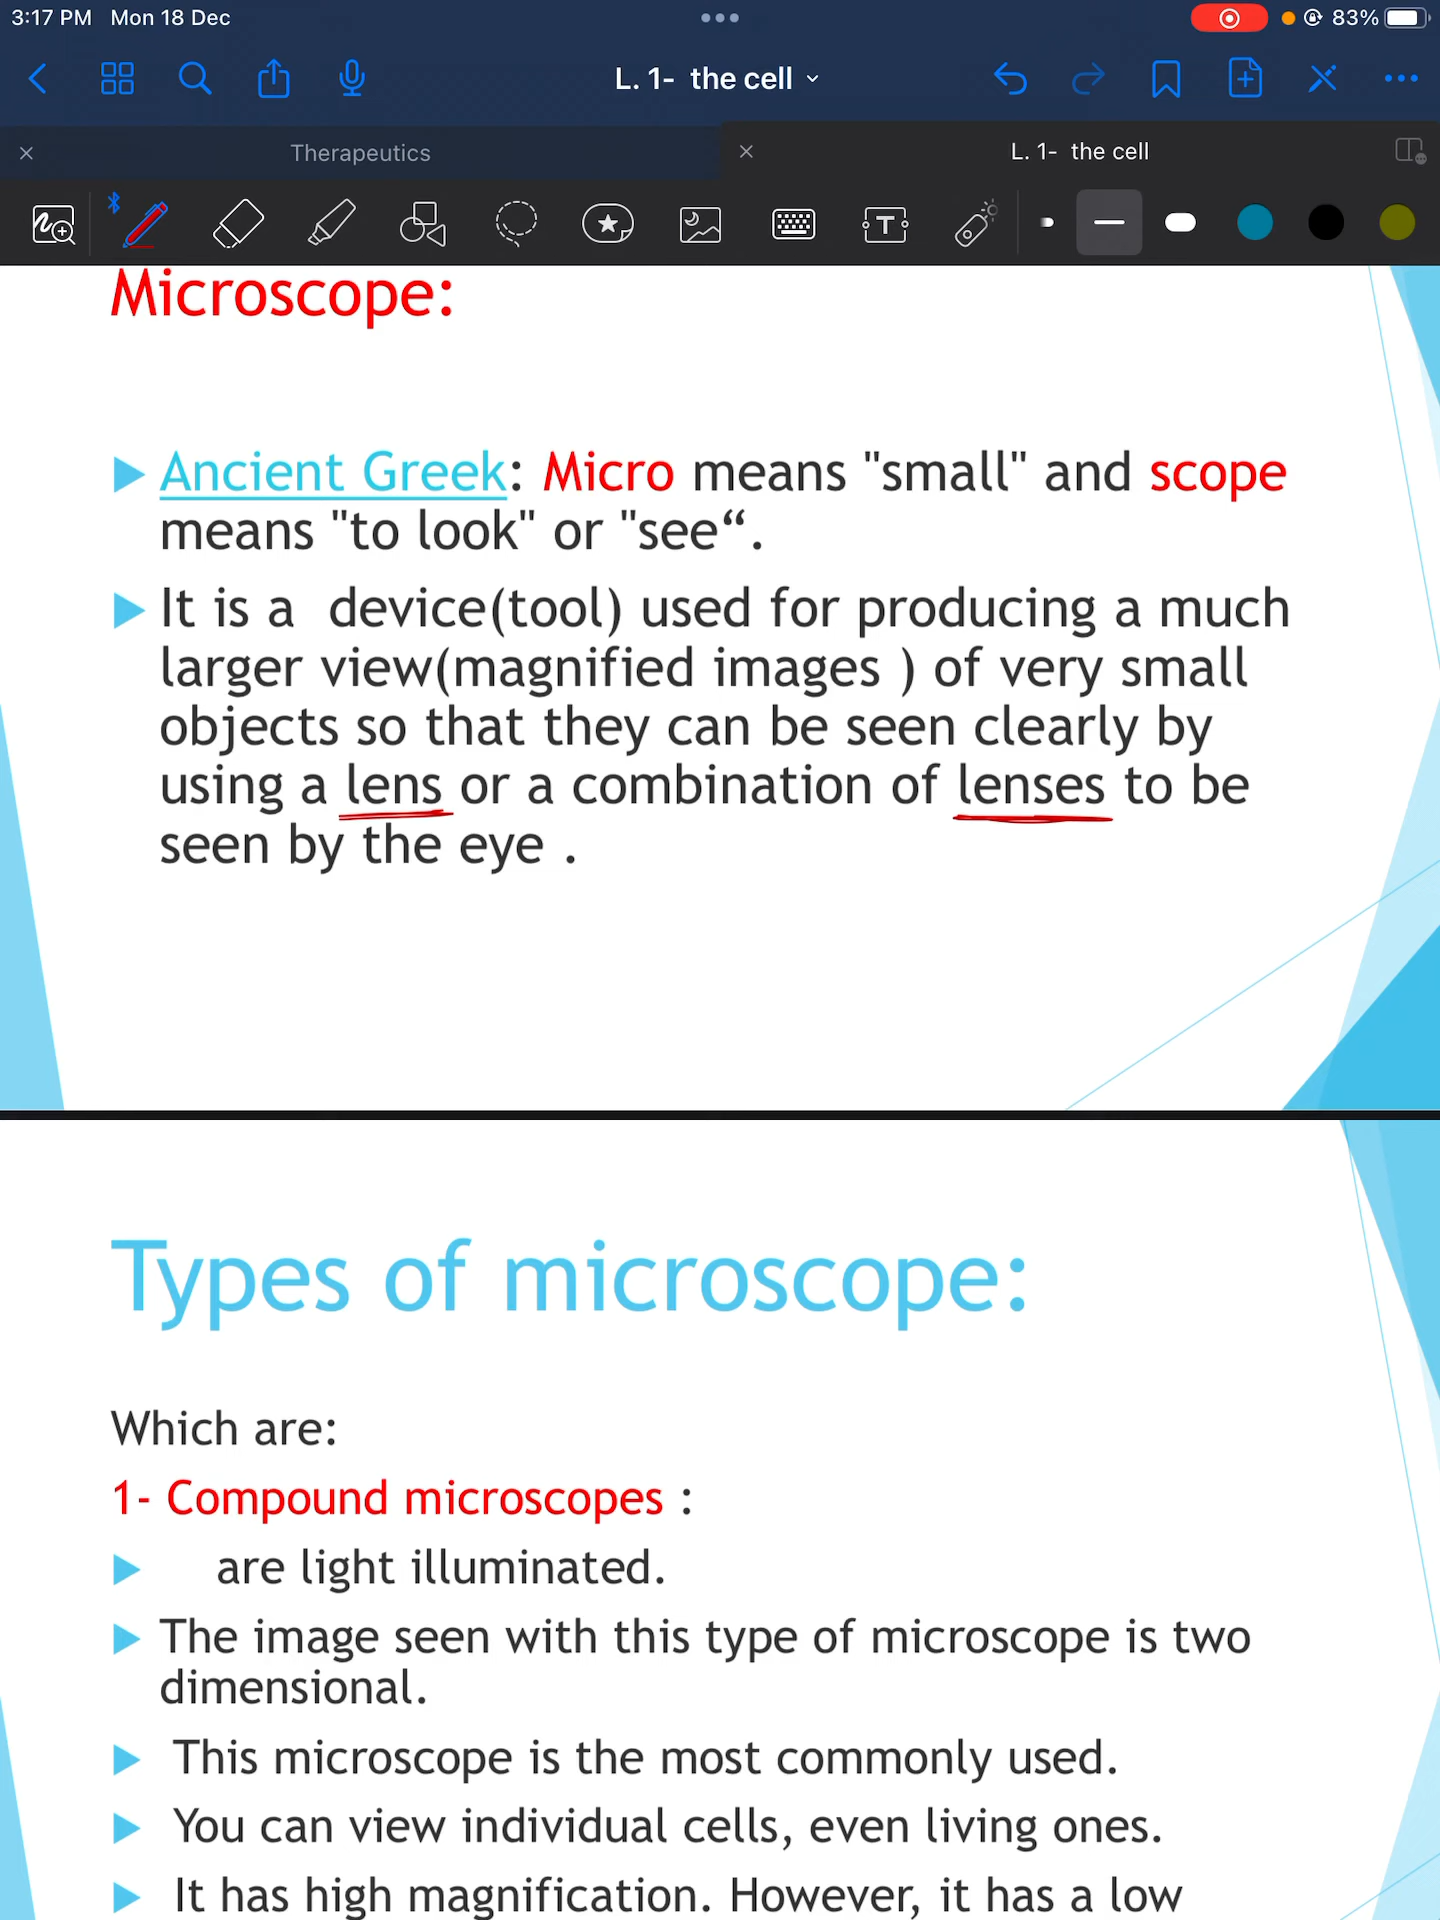 3:17 PM Mon 18 Dec
83%
L. 1- the cell
Therapeutics
L. 1- the cell
T
Microscope:
Ancient Greek: Micro means "small" and scope
means "to look" or "see“.
It is a device(tool) used for producing a much
larger view(magnified images ) of very small
objects so that they can be seen clearly by
using a lens or a combination of lenses to be
seen by the eye .
Types of microscope:
Which are:
1- Compound microscopes :
are light illuminated.
The image seen with this type of microscope is two
dimensional.
This microscope is the most commonly used.
You can view individual cells, even living ones.
It has high magnification. However, it has a low